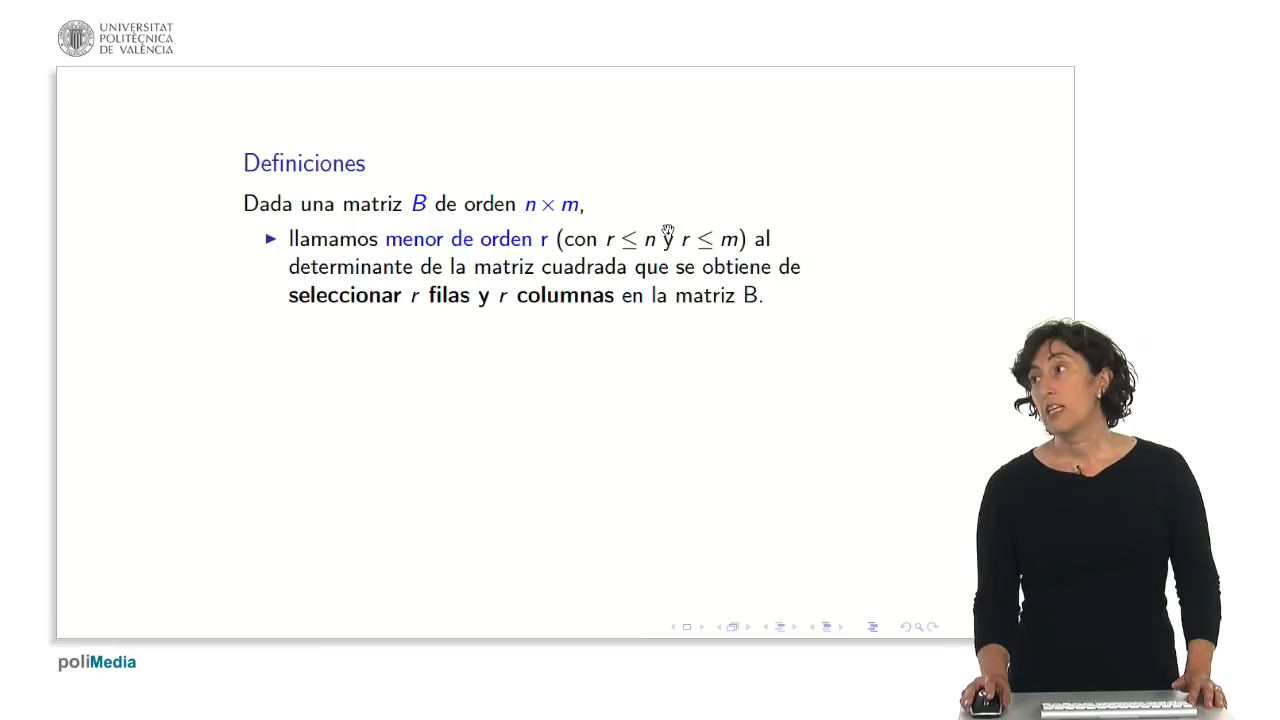 UNIVERSITAT
POLITÈCNICA
DE VALÈNCIA
Definiciones
Dada una matriz B de orden n × m,
llamamos menor de orden r (con r ≤ n y r ≤ m) al
determinante de la matriz cuadrada que se obtiene de
seleccionar r filas y r columnas en la matriz B.
poliMedia